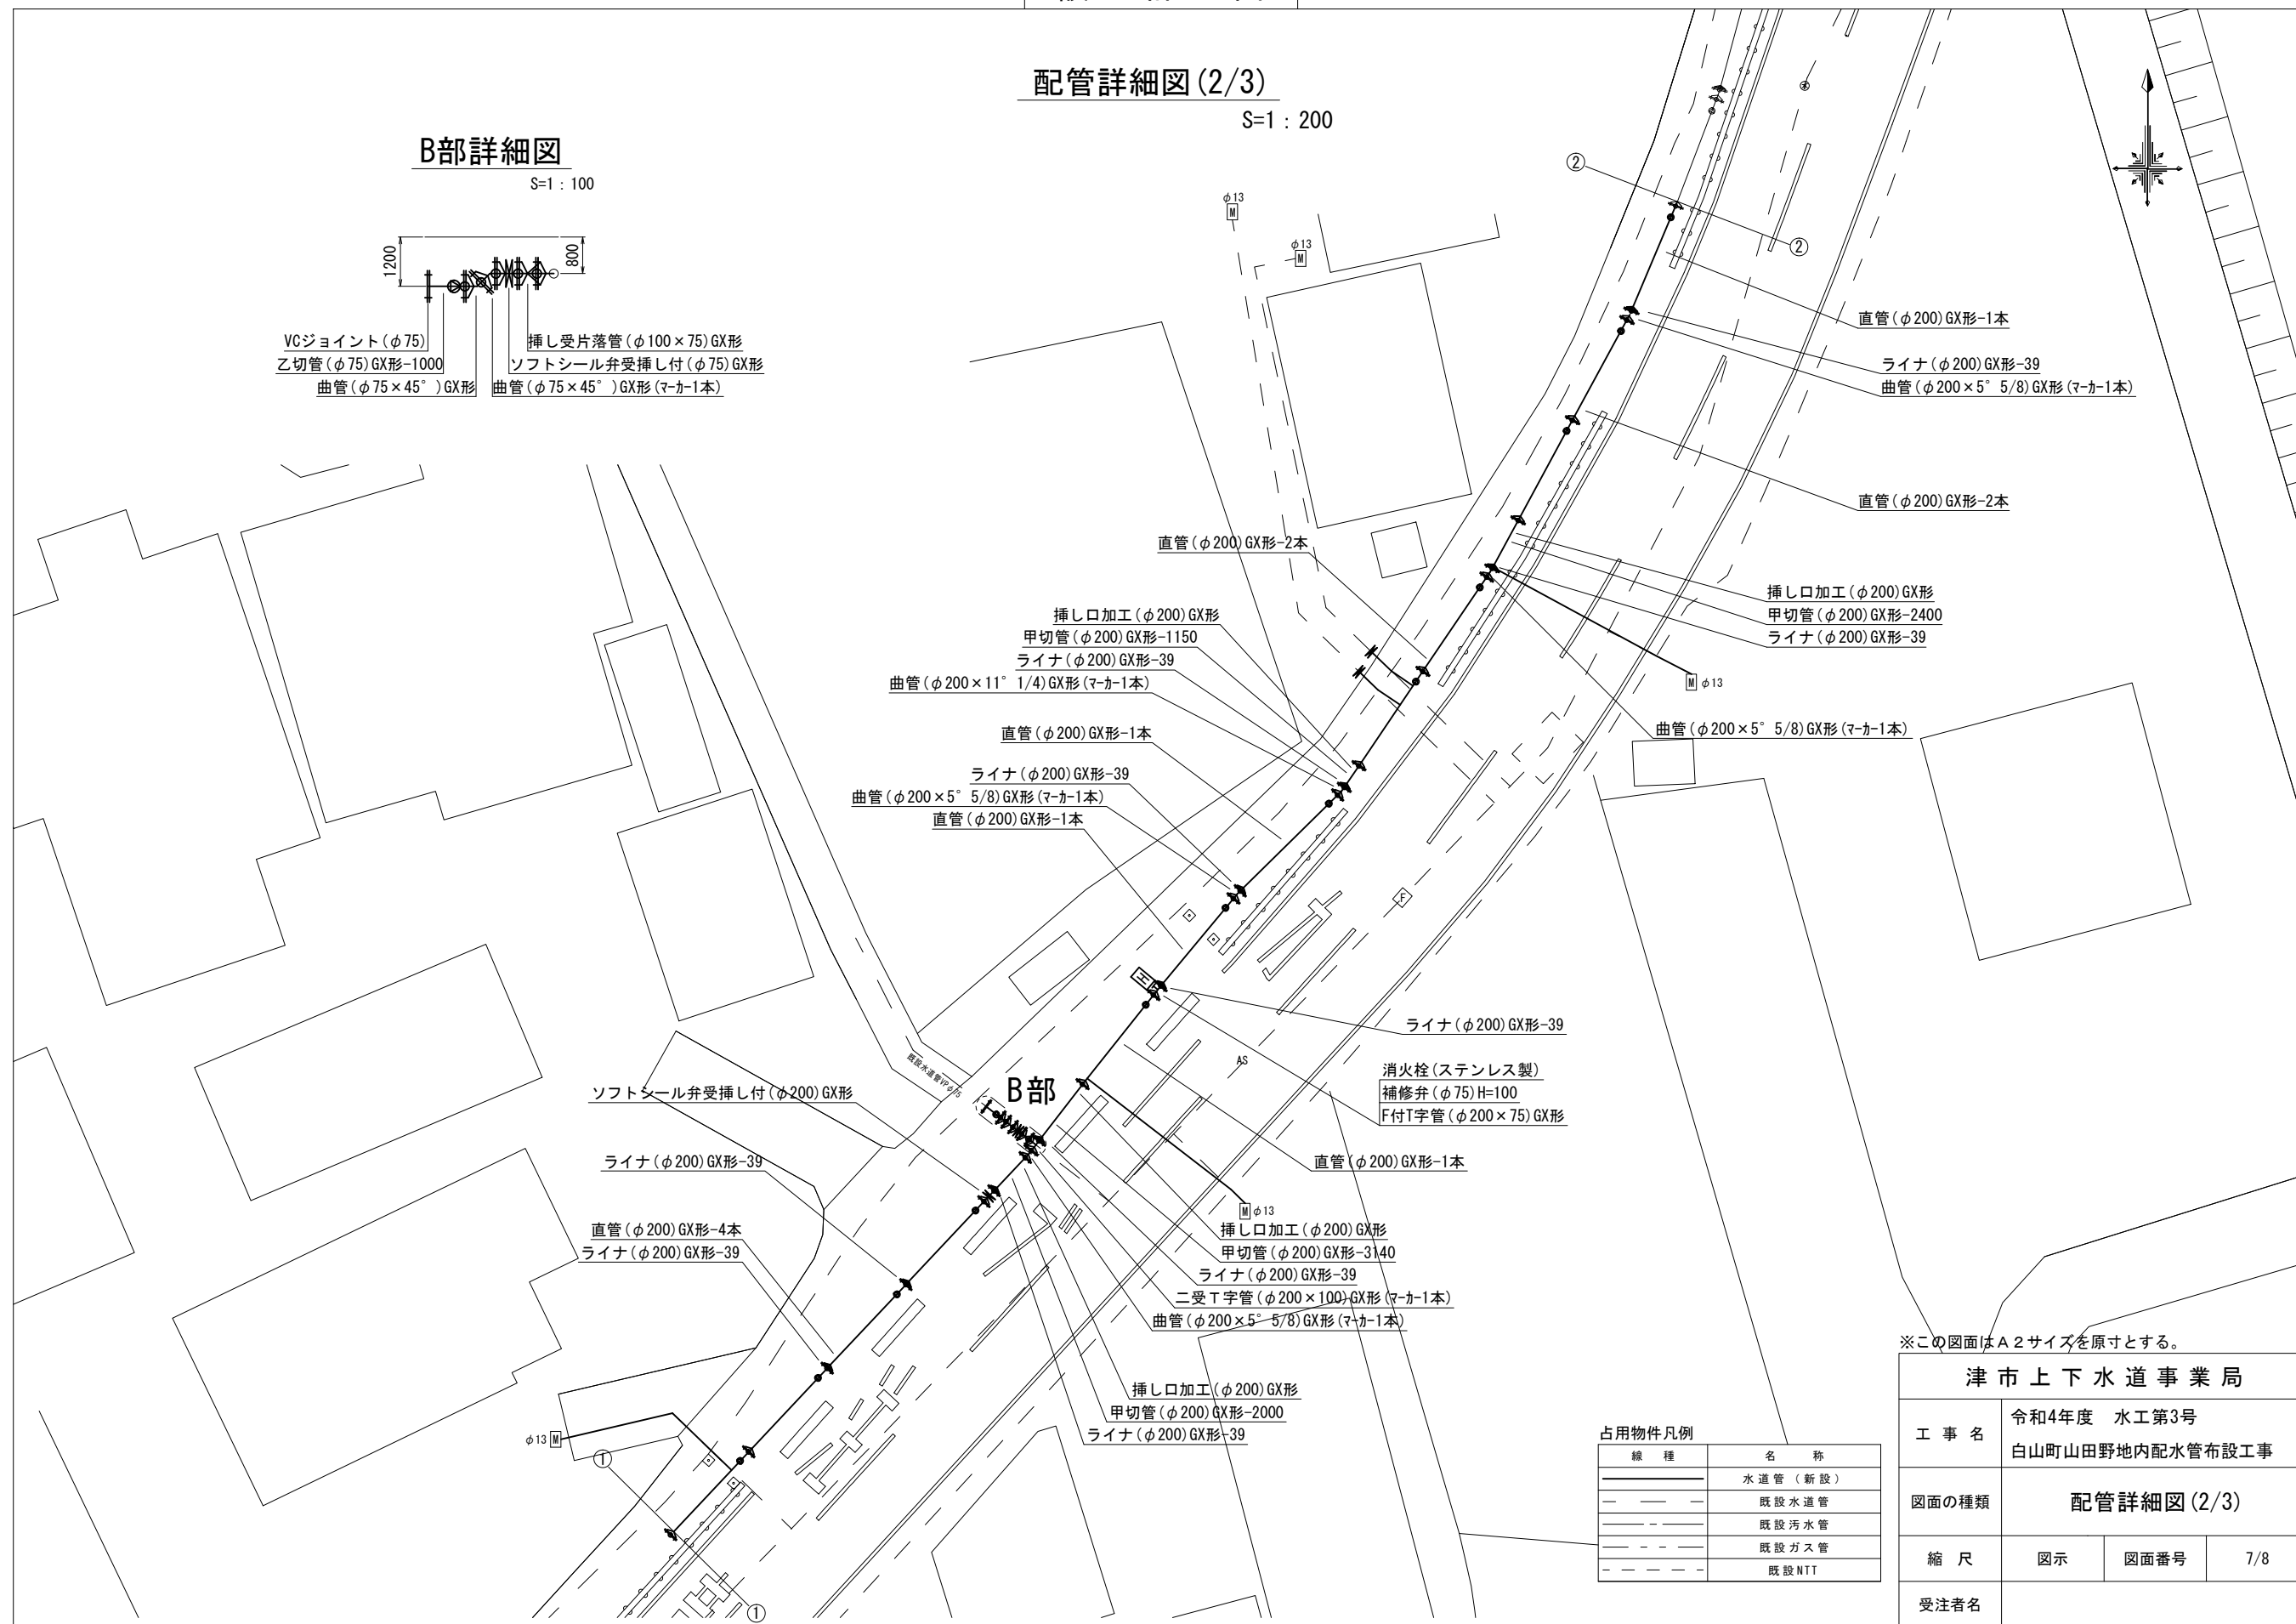 配管詳細図(2/3)
S=1：200
B部詳細図
S=1：100
1200
800
VCジョイント(φ75)
乙切管(φ75)GX形-1000
曲管(φ75×45°)GX形
挿し受片落管(φ100×75)GX形
ソフトシール弁受挿し付(φ75)GX形
曲管(φ75×45°)GX形(マーカー1本)
φ13
M
φ13
M
②
②
直管(φ200)GX形-1本
ライナ(φ200)GX形-39
曲管(φ200×5°5/8)GX形(マーカー1本)
直管(φ200)GX形-2本
直管(φ200)GX形-2本
挿し口加工(φ200)GX形
甲切管(φ200)GX形-2400
ライナ(φ200)GX形-39
M φ13
曲管(φ200×5°5/8)GX形(マーカー1本)
挿し口加工(φ200)GX形
甲切管(φ200)GX形-1150
ライナ(φ200)GX形-39
曲管(φ200×11°1/4)GX形(マーカー1本)
直管(φ200)GX形-1本
ライナ(φ200)GX形-39
曲管(φ200×5°5/8)GX形(マーカー1本)
直管(φ200)GX形-1本
F
H
ライナ(φ200)GX形-39
AS
消火栓(ステンレス製)
補修弁(φ75)H=100
F付T字管(φ200×75)GX形
既設水道管VPφ75
B部
ソフトシール弁受挿し付(φ200)GX形
ライナ(φ200)GX形-39
直管(φ200)GX形-1本
M φ13
直管(φ200)GX形-4本
ライナ(φ200)GX形-39
挿し口加工(φ200)GX形
甲切管(φ200)GX形-3140
ライナ(φ200)GX形-39
二受T字管(φ200×100)GX形(マーカー1本)
曲管(φ200×5°5/8)GX形(マーカー1本)
挿し口加工(φ200)GX形
甲切管(φ200)GX形-2000
ライナ(φ200)GX形-39
φ13 M
①
①
※この図面はA2サイズを原寸とする。
津市上下水道事業局
工事名
令和4年度 水工第3号
白山町山田野地内配水管布設工事
図面の種類
配管詳細図(2/3)
縮尺
図示
図面番号
7/8
受注者名
占用物件凡例
線種
名称
水道管（新設）
既設水道管
既設汚水管
既設ガス管
既設NTT